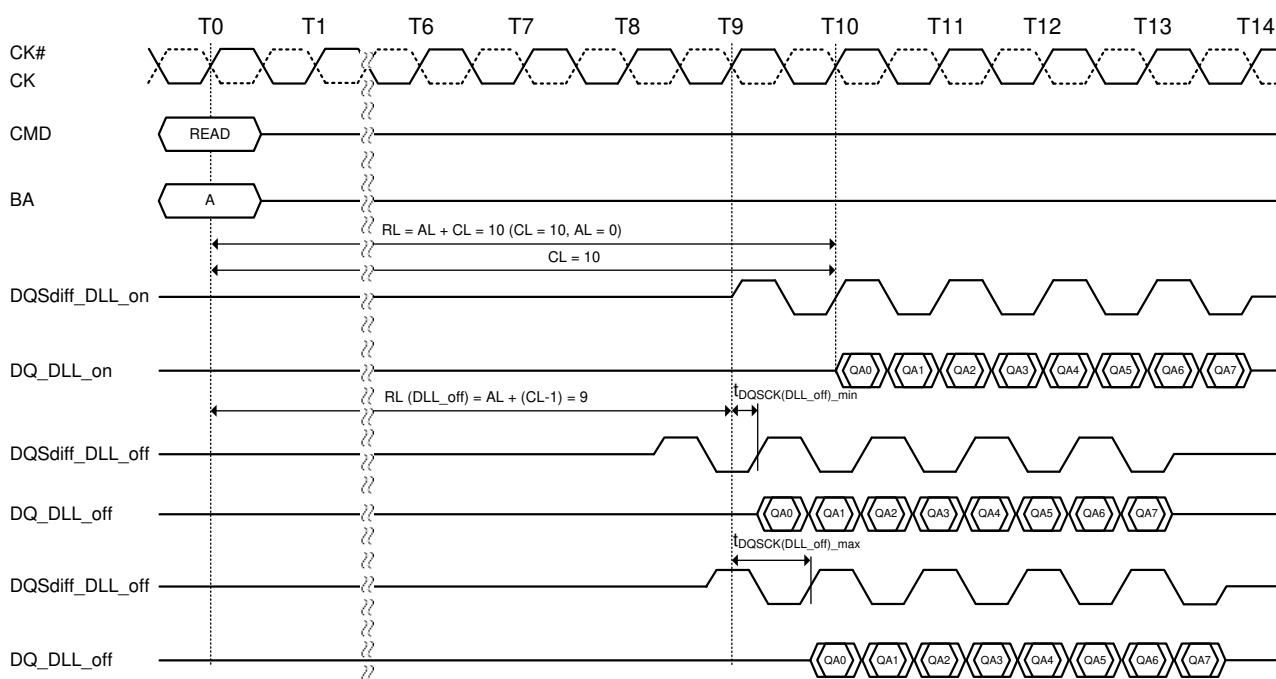 T0 T1 T6 T7 T8 T9 T10 T11 T12 T13 T14
CK#
CK
CMD READ
BA A
RL = AL + CL = 10 (CL = 10, AL = 0)
CL = 10
DQSdiff_DLL_on
DQ_DLL_on QA0 QA1 QA2 QA3 QA4 QA5 QA6 QA7
RL (DLL_off) = AL + (CL-1) = 9 tDQSCK(DLL_off)_min
DQSdiff_DLL_off
DQ_DLL_off QA0 QA1 QA2 QA3 QA4 QA5 QA6 QA7
tDQSCK(DLL_off)_max
DQSdiff_DLL_off
DQ_DLL_off QA0 QA1 QA2 QA3 QA4 QA5 QA6 QA7